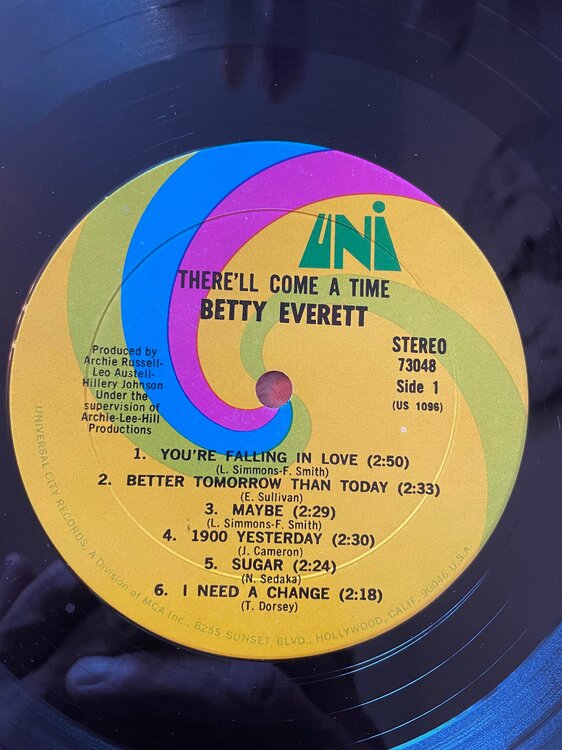 UNI
THERE'LL COME A TIME
BETTY EVERETT
Produced by
Archie Russell-
Leo Austell-
Hillery Johnson
Under the
supervision of
Archie-Lee-Hill
Productions
STEREO
73048
Side 1
(US 1096)
1. YOU'RE FALLING IN LOVE (2:50)
(L. Simmons-F. Smith)
2. BETTER TOMORROW THAN TODAY (2:33)
(E. Sullivan)
3. MAYBE (2:29)
(L. Simmons-F. Smith)
4. 1900 YESTERDAY (2:30)
(J. Cameron)
5. SUGAR (2:24)
(N. Sedaka)
6. I NEED A CHANGE (2:18)
(T. Dorsey)
UNIVERSAL CITY RECORDS, A Division of MCA Inc., 8255 SUNSET BLVD., HOLLYWOOD, CALIF. 90046 U.S.A.